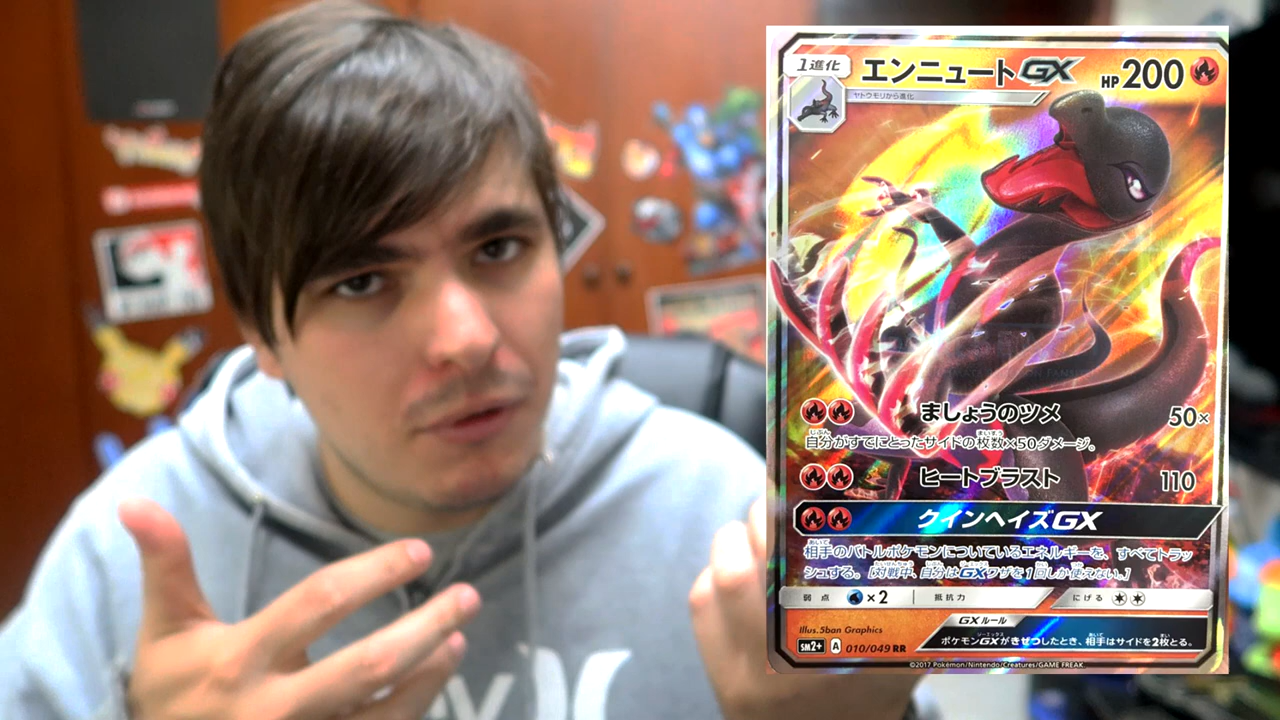 1進化
エンニュートGX
HP200
ヤトウモリから進化
ましょうのツメ 50×
自分がすでにとったサイドの枚数×50ダメージ。
ヒートブラスト 110
クインヘイズGX
相手のバトルポケモンについているエネルギーを、すべてトラッ
シュする。[対戦中、自分はGXワザを1回しか使えない。]
弱点 ×2 抵抗力 にげる
GXルール
ポケモンGXがきぜつしたとき、相手はサイドを2枚とる。
Illus.5ban Graphics
SM2+ A 010/049 RR
©2017 Pokémon/Nintendo/Creatures/GAME FREAK.